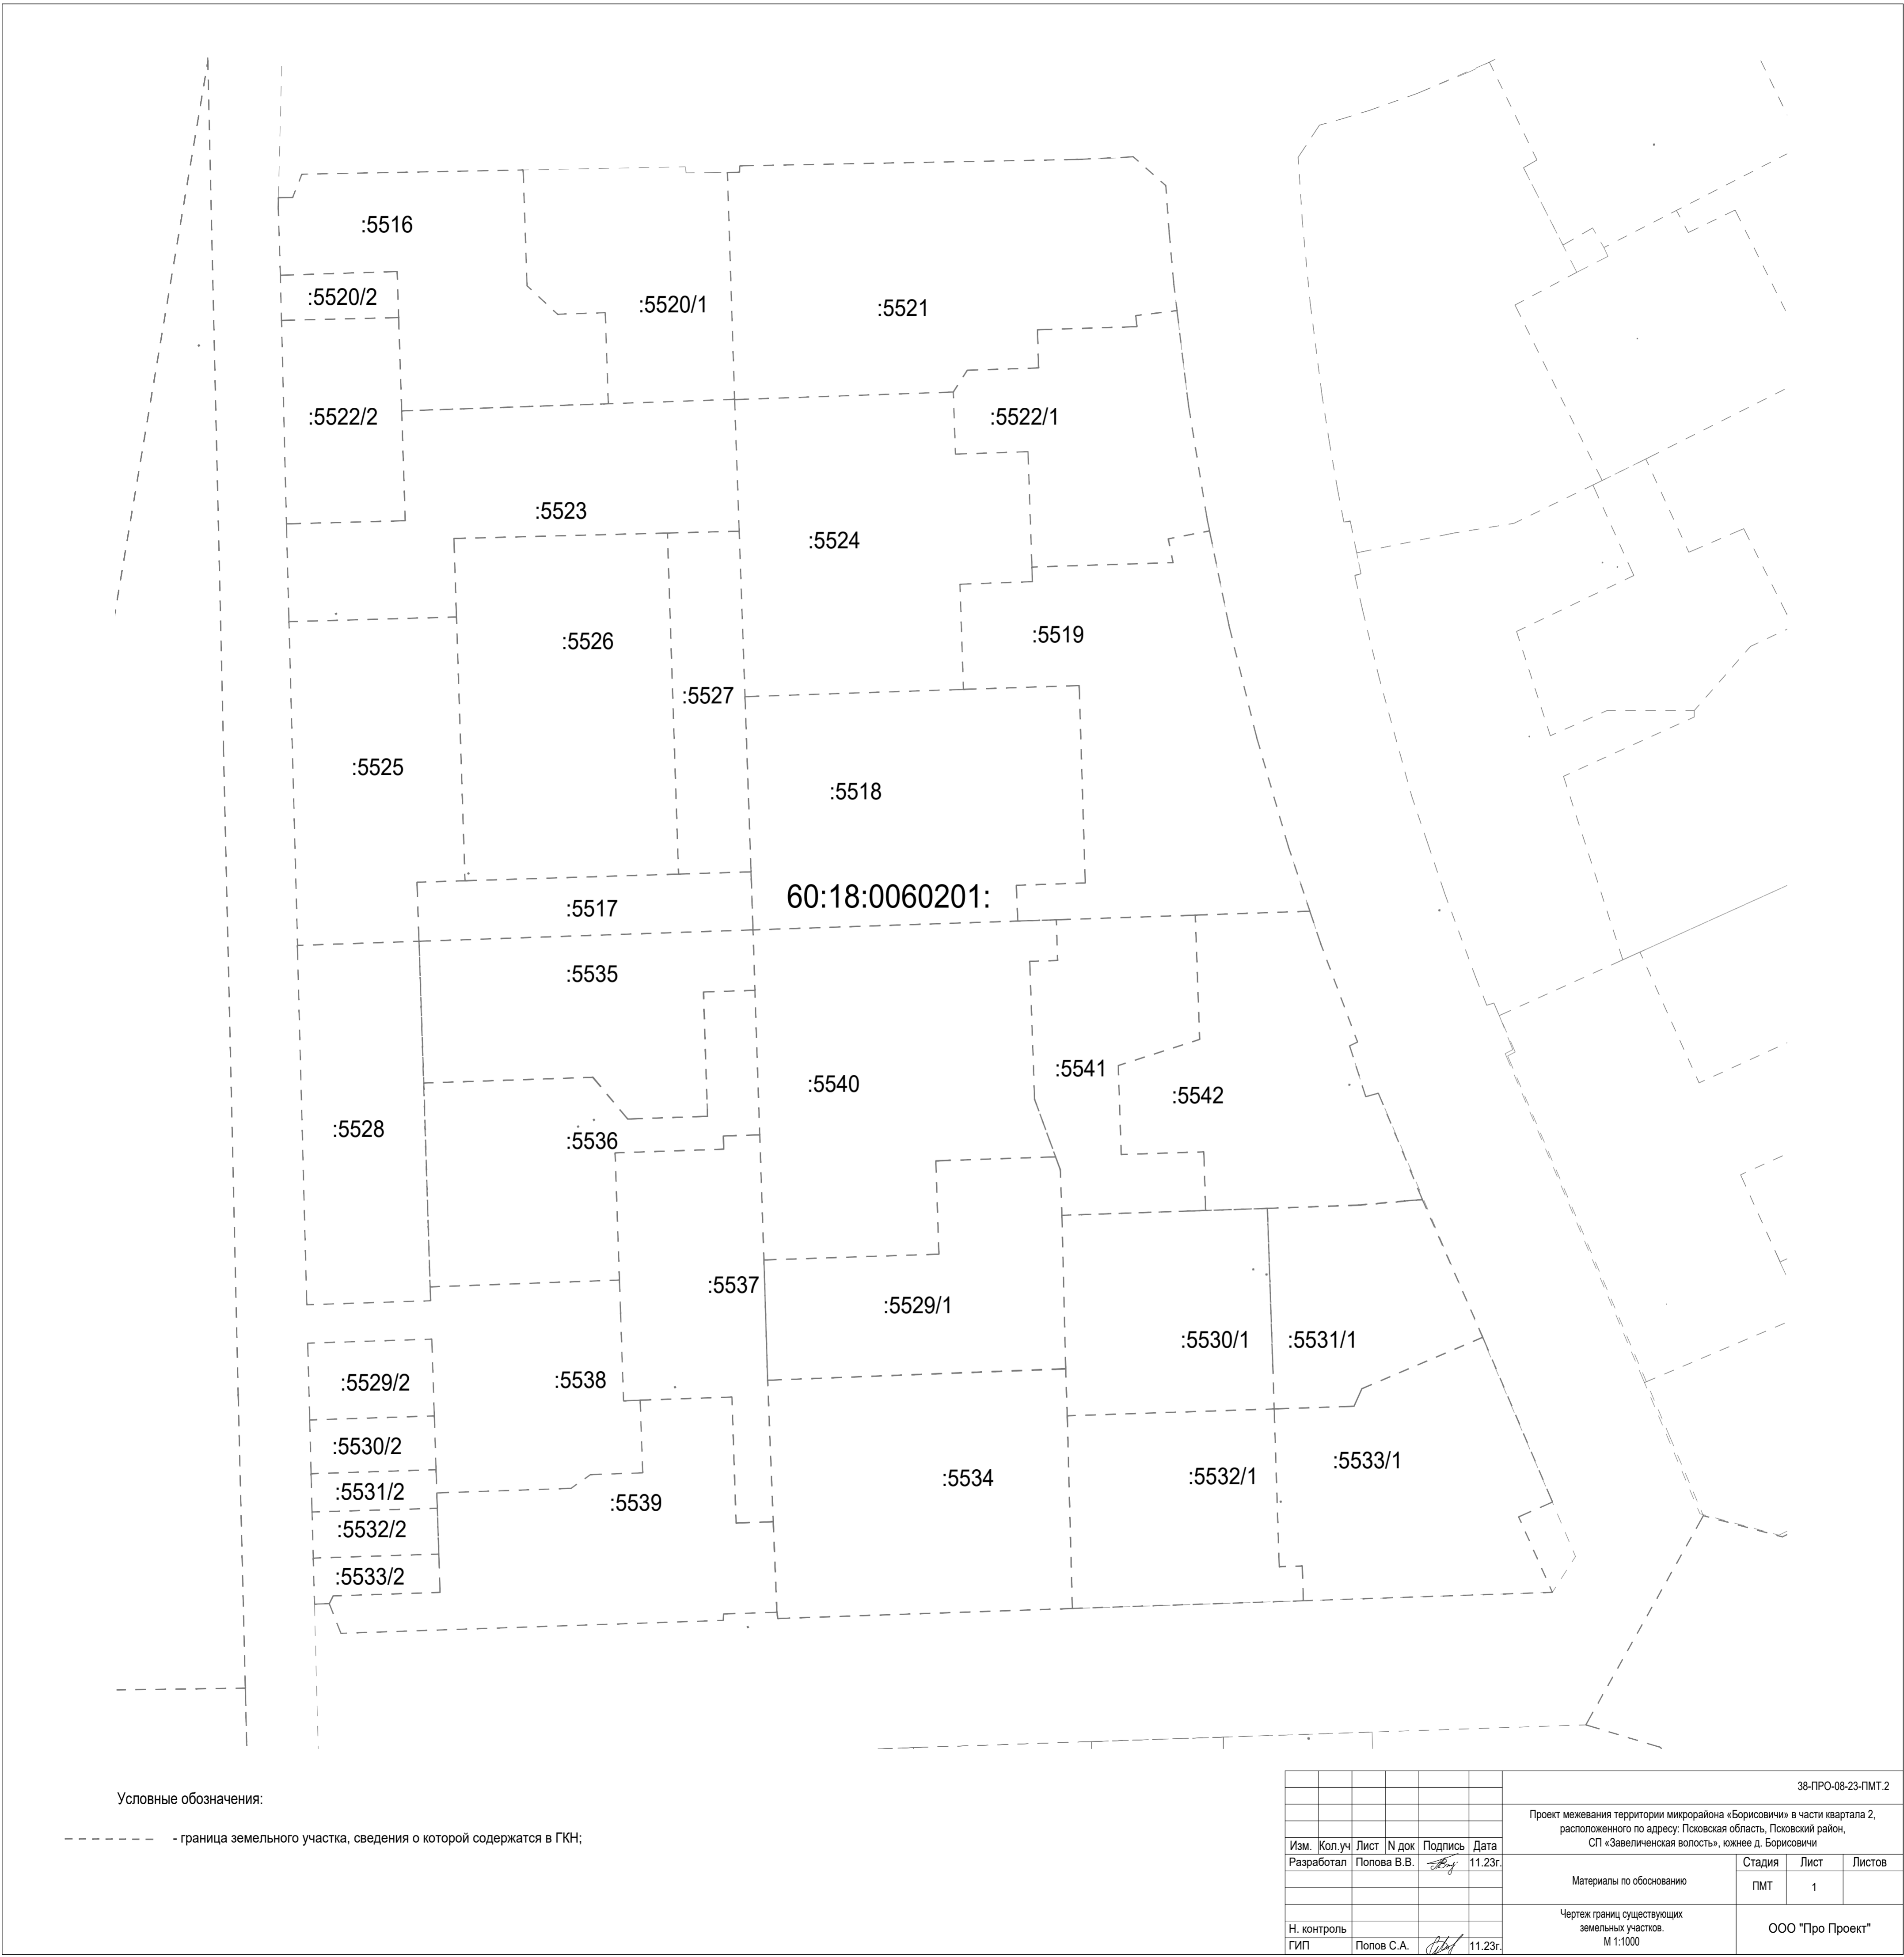 :5516
:5520/2
:5520/1
:5521
:5522/2
:5522/1
:5523
:5524
:5526
:5519
:5527
:5525
:5518
60:18:0060201:
:5517
:5535
:5541
:5540
:5542
:5528
:5536
:5537
:5529/1
:5530/1
:5531/1
:5529/2
:5538
:5530/2
:5533/1
:5534
:5532/1
:5531/2
:5539
:5532/2
:5533/2
Условные обозначения:
- граница земельного участка, сведения о которой содержатся в ГКН;
38-ПРО-08-23-ПМТ.2
Проект межевания территории микрорайона «Борисовичи» в части квартала 2,
расположенного по адресу: Псковская область, Псковский район,
СП «Завеличенская волость», южнее д. Борисовичи
Изм. Кол.уч Лист N док Подпись Дата
Разработал Попова В.В. 11.23г.
Материалы по обоснованию
Стадия Лист Листов
ПМТ 1
Чертеж границ существующих
земельных участков.
М 1:1000
ООО "Про Проект"
Н. контроль
ГИП Попов С.А. 11.23г.